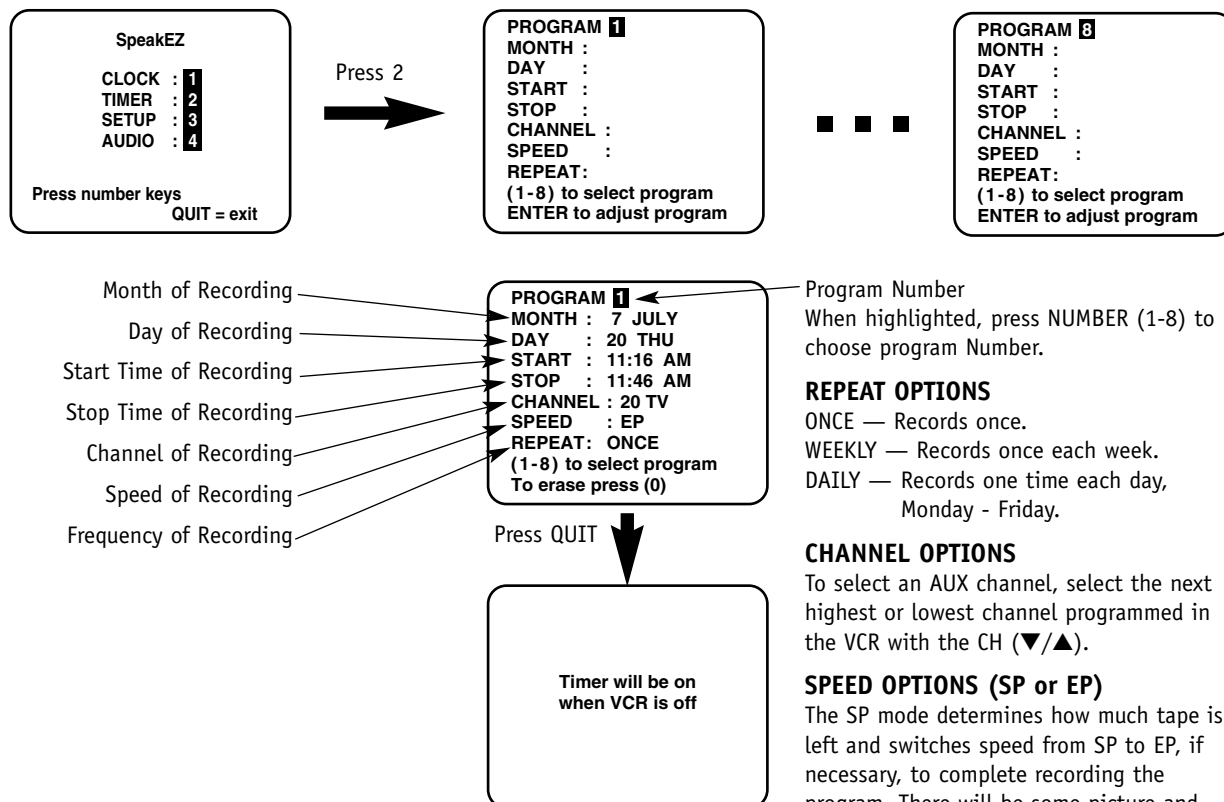 SpeakEZ
CLOCK : 1
TIMER : 2
SETUP : 3
AUDIO : 4
Press number keys
QUIT = exit
Press 2
PROGRAM 1
MONTH :
DAY :
START :
STOP :
CHANNEL :
SPEED :
REPEAT:
(1-8) to select program
ENTER to adjust program
PROGRAM 8
MONTH :
DAY :
START :
STOP :
CHANNEL :
SPEED :
REPEAT:
(1-8) to select program
ENTER to adjust program
Month of Recording
Day of Recording
Start Time of Recording
Stop Time of Recording
Channel of Recording
Speed of Recording
Frequency of Recording
PROGRAM 1
MONTH : 7 JULY
DAY : 20 THU
START : 11:16 AM
STOP : 11:46 AM
CHANNEL : 20 TV
SPEED : EP
REPEAT: ONCE
(1-8) to select program
To erase press (0)
Press QUIT
Timer will be on
when VCR is off
Program Number
When highlighted, press NUMBER (1-8) to
choose program Number.
REPEAT OPTIONS
ONCE — Records once.
WEEKLY — Records once each week.
DAILY — Records one time each day,
Monday - Friday.
CHANNEL OPTIONS
To select an AUX channel, select the next
highest or lowest channel programmed in
the VCR with the CH (▼/▲).
SPEED OPTIONS (SP or EP)
The SP mode determines how much tape is
left and switches speed from SP to EP, if
necessary, to complete recording the
program. There will be some picture and